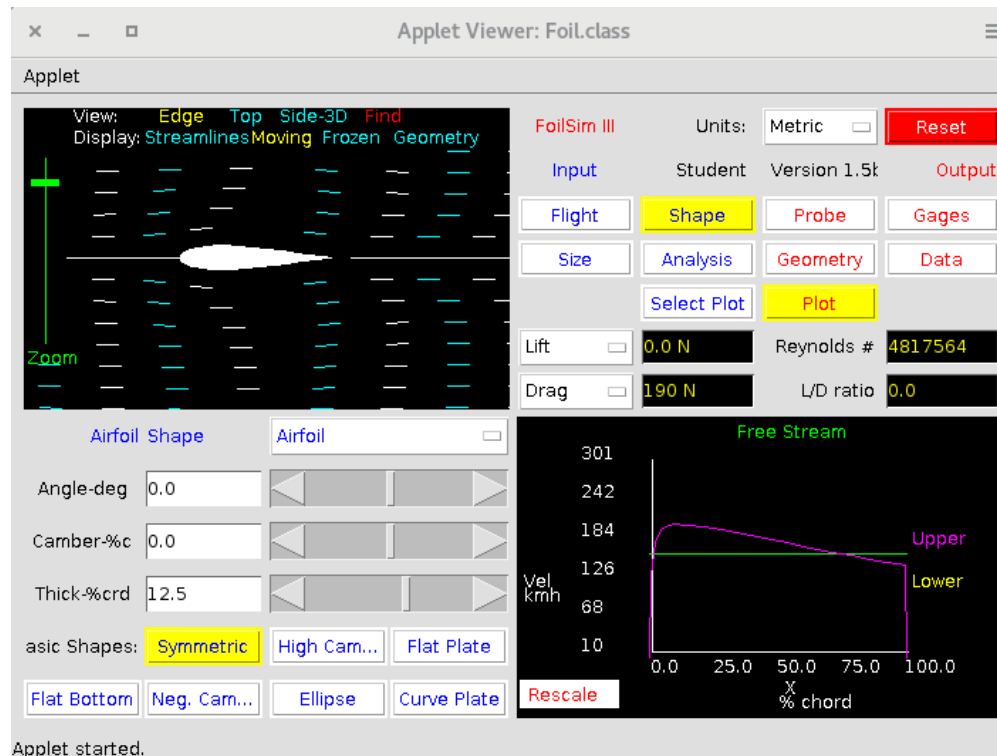 Applet Viewer: Foil.class
Applet
View: Edge Top Side-3D Find
Display: Streamlines Moving Frozen Geometry
Zoom
FoilSim III Units: Metric Reset
Input Student Version 1.5b Output
Flight Shape Probe Gages
Size Analysis Geometry Data
Select Plot Plot
Lift 0.0 N Reynolds # 4817564
Drag 190 N L/D ratio 0.0
Airfoil Shape Airfoil
Angle-deg 0.0
Camber-%c 0.0
Thick-%crd 12.5
asic Shapes: Symmetric High Cam... Flat Plate
Flat Bottom Neg. Cam... Ellipse Curve Plate
Free Stream
301
242
184
Upper
Vel
kmh
126
Lower
68
10
0.0 25.0 50.0 75.0 100.0
X
% chord
Rescale
Applet started.